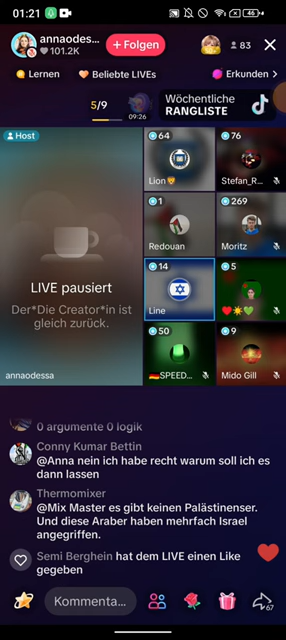 01:21
46
annaodes...
101.2K
+ Folgen
83
Lernen
Beliebte LIVEs
Erkunden >
5/9
09:26
Wöchentliche
RANGLISTE
Host
64
76
Lion🦁
Stefan_R...
1
269
Redouan
Moritz
LIVE pausiert
Der*Die Creator*in ist
gleich zurück.
14
5
Line
❤️☀️💚
50
9
annaodessa
🇩🇪SPEED...
Mido Gill
0 argumente 0 logik
Conny Kumar Bettin
@Anna nein ich habe recht warum soll ich es
dann lassen
Thermomixer
@Mix Master es gibt keinen Palästinenser.
Und diese Araber haben mehrfach Israel
angegriffen.
Semi Berghein hat dem LIVE einen Like
gegeben
Kommenta...
67